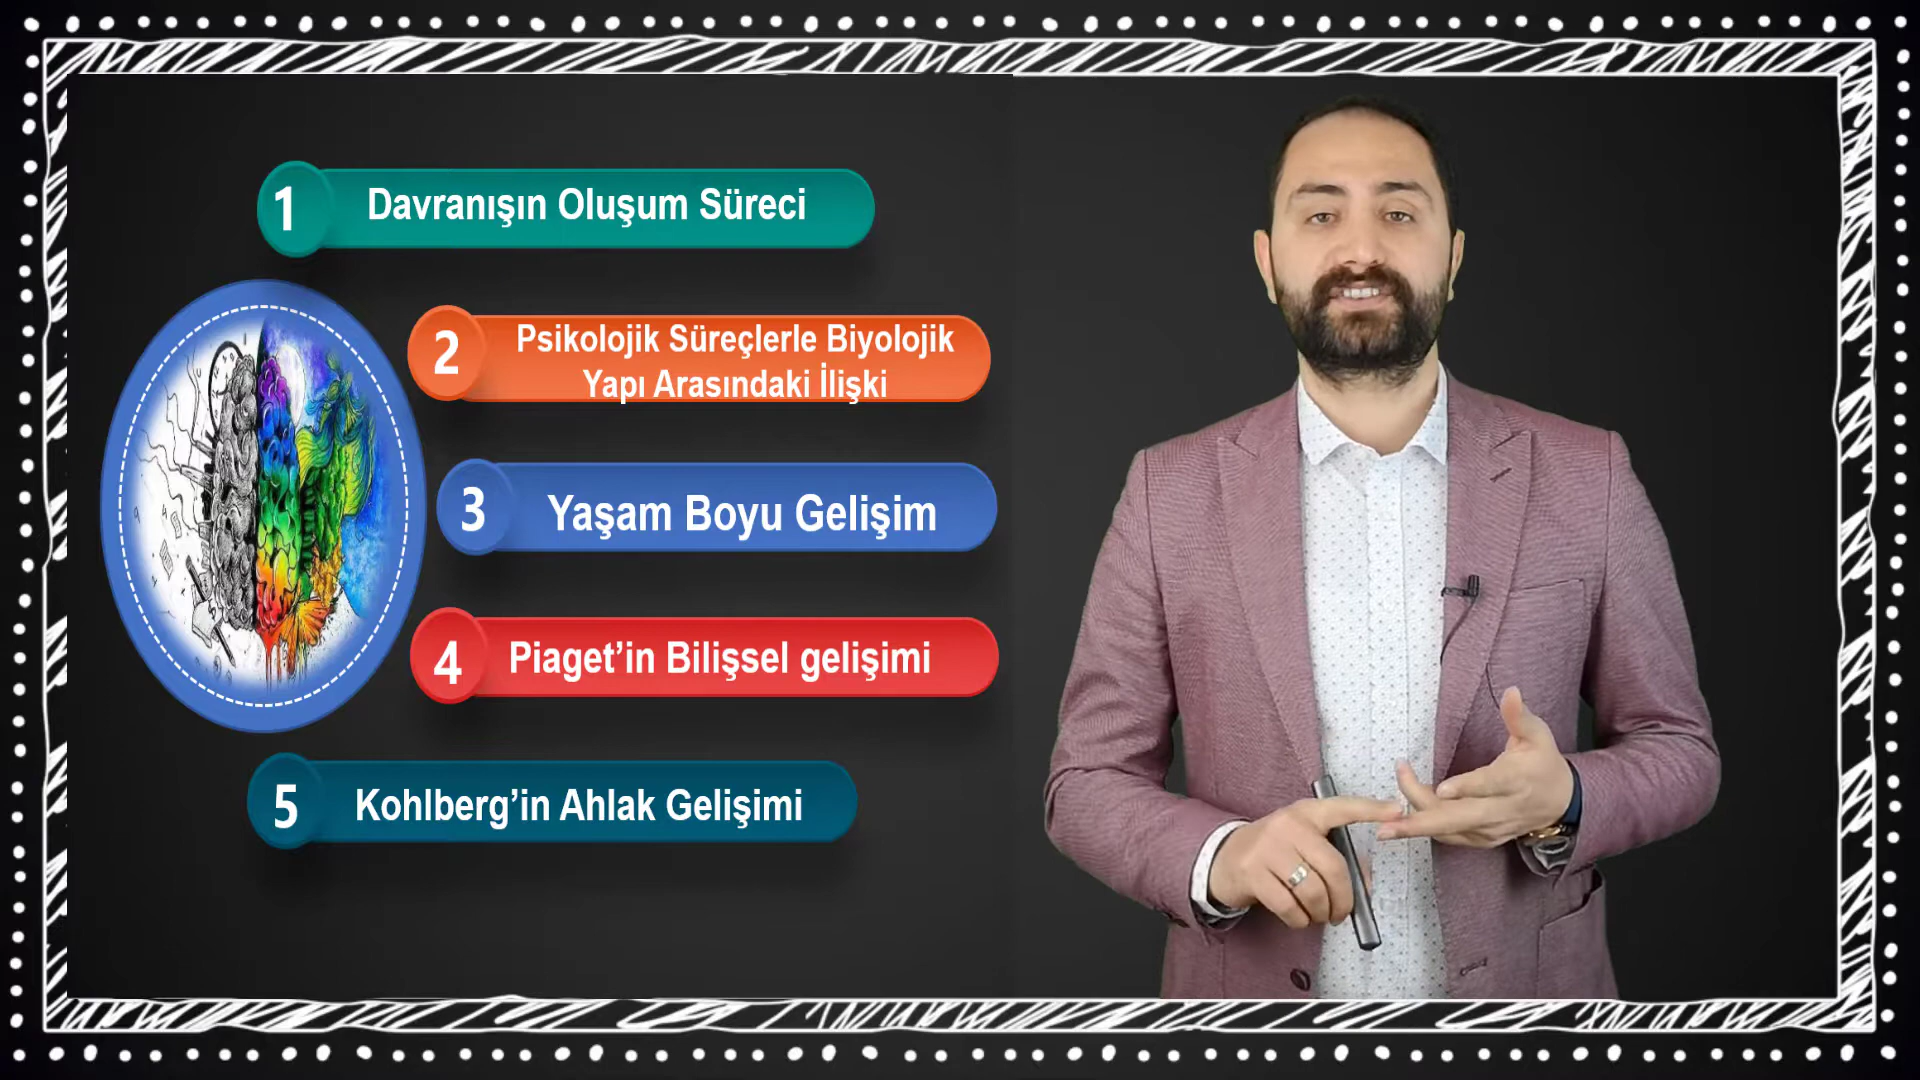 1 Davranışın Oluşum Süreci
2 Psikolojik Süreçlerle Biyolojik
Yapı Arasındaki İlişki
3 Yaşam Boyu Gelişim
4 Piaget’in Bilişsel gelişimi
5 Kohlberg’in Ahlak Gelişimi